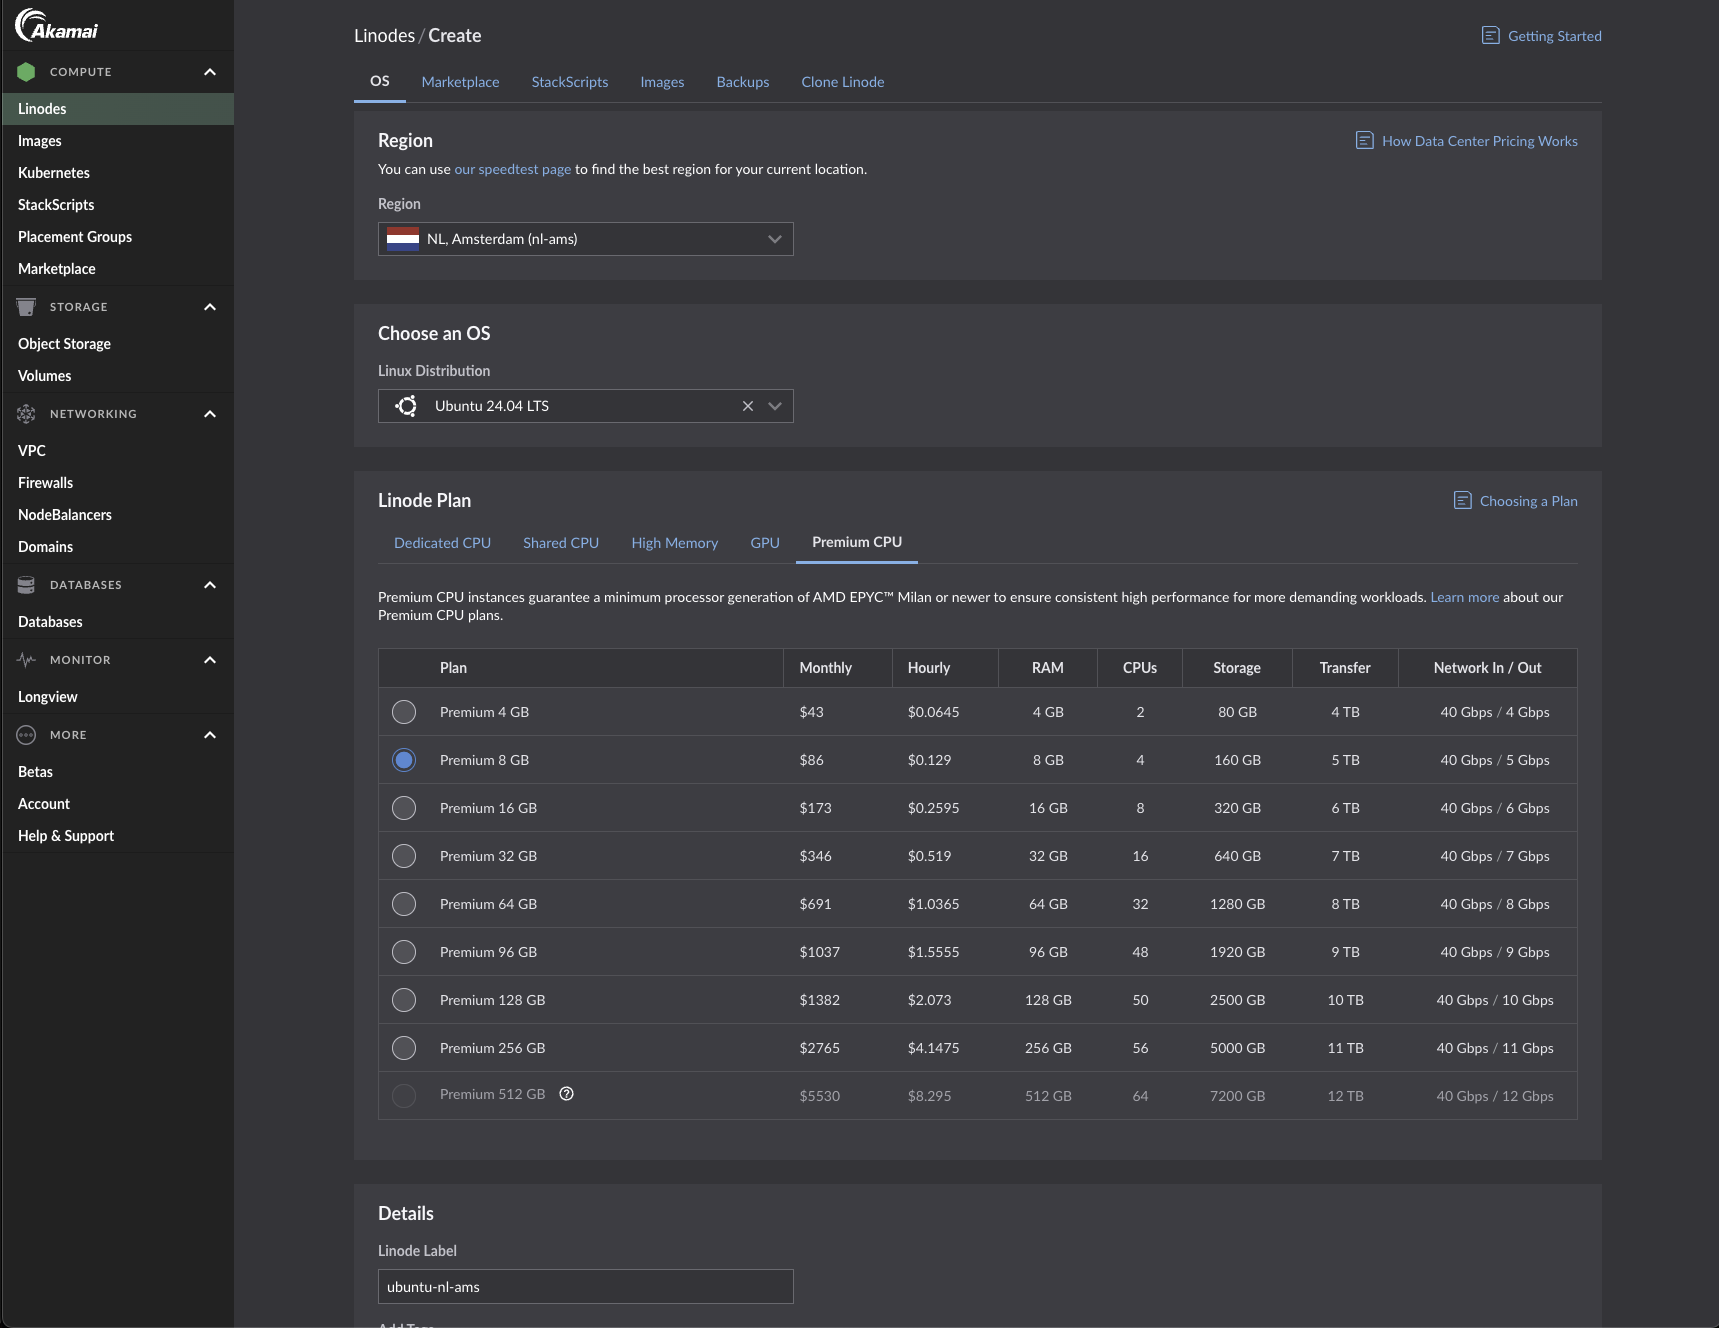 Akamai
COMPUTE
Linodes
Images
Kubernetes
StackScripts
Placement Groups
Marketplace
STORAGE
Object Storage
Volumes
NETWORKING
VPC
Firewalls
NodeBalancers
Domains
DATABASES
Databases
MONITOR
Longview
MORE
Betas
Account
Help & Support
Linodes / Create
Getting Started
OS Marketplace StackScripts Images Backups Clone Linode
Region
How Data Center Pricing Works
You can use our speedtest page to find the best region for your current location.
Region
NL, Amsterdam (nl-ams)
Choose an OS
Linux Distribution
Ubuntu 24.04 LTS
Linode Plan
Choosing a Plan
Dedicated CPU Shared CPU High Memory GPU Premium CPU
Premium CPU instances guarantee a minimum processor generation of AMD EPYC™ Milan or newer to ensure consistent high performance for more demanding workloads. Learn more about our
Premium CPU plans.
Plan Monthly Hourly RAM CPUs Storage Transfer Network In / Out
Premium 4 GB $43 $0.0645 4 GB 2 80 GB 4 TB 40 Gbps / 4 Gbps
Premium 8 GB $86 $0.129 8 GB 4 160 GB 5 TB 40 Gbps / 5 Gbps
Premium 16 GB $173 $0.2595 16 GB 8 320 GB 6 TB 40 Gbps / 6 Gbps
Premium 32 GB $346 $0.519 32 GB 16 640 GB 7 TB 40 Gbps / 7 Gbps
Premium 64 GB $691 $1.0365 64 GB 32 1280 GB 8 TB 40 Gbps / 8 Gbps
Premium 96 GB $1037 $1.5555 96 GB 48 1920 GB 9 TB 40 Gbps / 9 Gbps
Premium 128 GB $1382 $2.073 128 GB 50 2500 GB 10 TB 40 Gbps / 10 Gbps
Premium 256 GB $2765 $4.1475 256 GB 56 5000 GB 11 TB 40 Gbps / 11 Gbps
Premium 512 GB $5530 $8.295 512 GB 64 7200 GB 12 TB 40 Gbps / 12 Gbps
Details
Linode Label
ubuntu-nl-ams